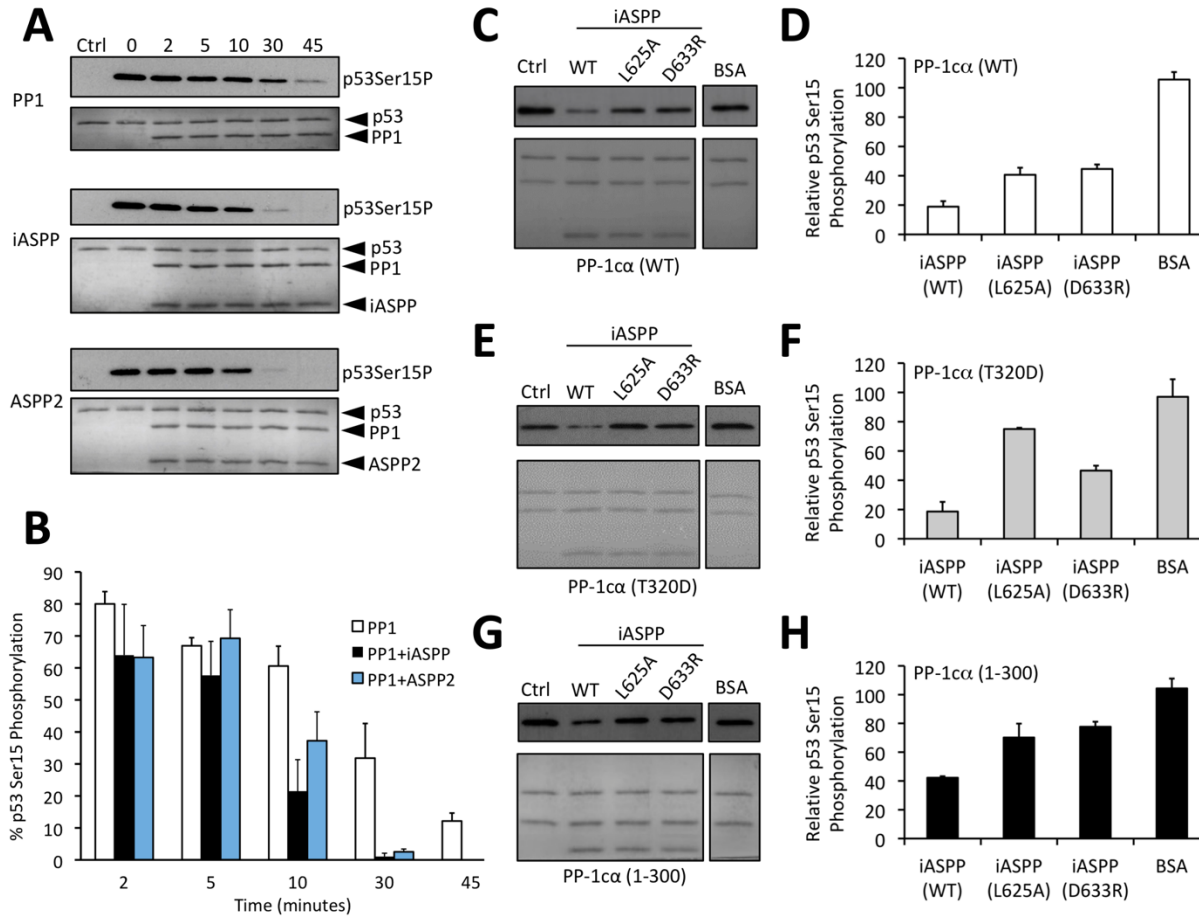 A
Ctrl 0 2 5 10 30 45
PP1
p53Ser15P
p53
PP1
iASPP
p53Ser15P
p53
PP1
iASPP
ASPP2
p53Ser15P
p53
PP1
ASPP2
B
% p53 Ser15 Phosphorylation
90
80
70
60
50
40
30
20
10
0
PP1
PP1+iASPP
PP1+ASPP2
2 5 10 30 45
Time (minutes)
C
iASPP
Ctrl WT L625A D633R BSA
PP-1cα (WT)
D
PP-1cα (WT)
Relative p53 Ser15
Phosphorylation
120
100
80
60
40
20
0
iASPP iASPP iASPP BSA
(WT) (L625A) (D633R)
E
iASPP
Ctrl WT L625A D633R BSA
PP-1cα (T320D)
F
PP-1cα (T320D)
Relative p53 Ser15
Phosphorylation
120
100
80
60
40
20
0
iASPP iASPP iASPP BSA
(WT) (L625A) (D633R)
G
iASPP
Ctrl WT L625A D633R BSA
PP-1cα (1-300)
H
PP-1cα (1-300)
Relative p53 Ser15
Phosphorylation
120
100
80
60
40
20
0
iASPP iASPP iASPP BSA
(WT) (L625A) (D633R)